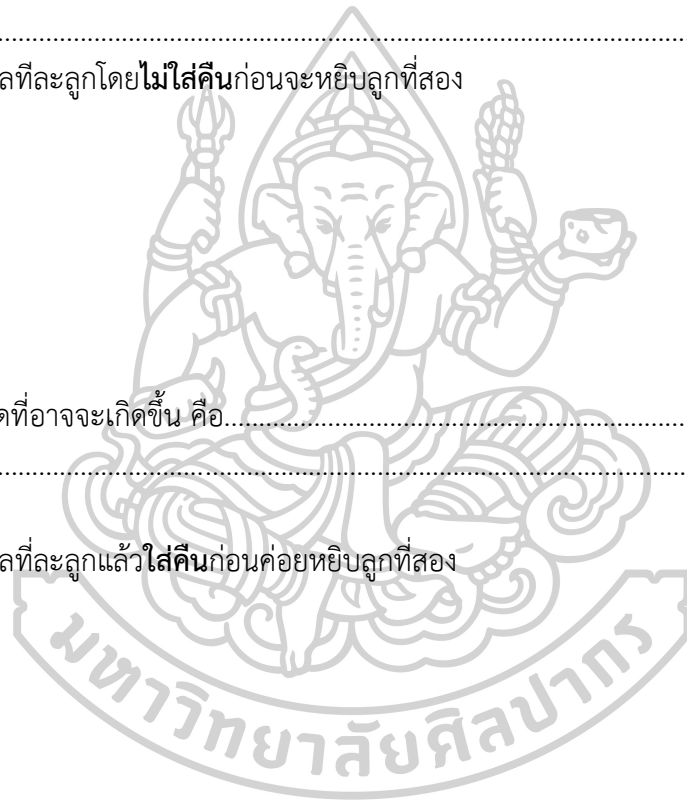 ..........................................................................................
ลทีละลูกโดยไม่ใส่คืนก่อนจะหยิบลูกที่สอง
ดที่อาจจะเกิดขึ้น คือ............................................................
..........................................................................................
ลที่ละลูกแล้วใส่คืนก่อนค่อยหยิบลูกที่สอง
มหาวิทยาลัยศิลปากร